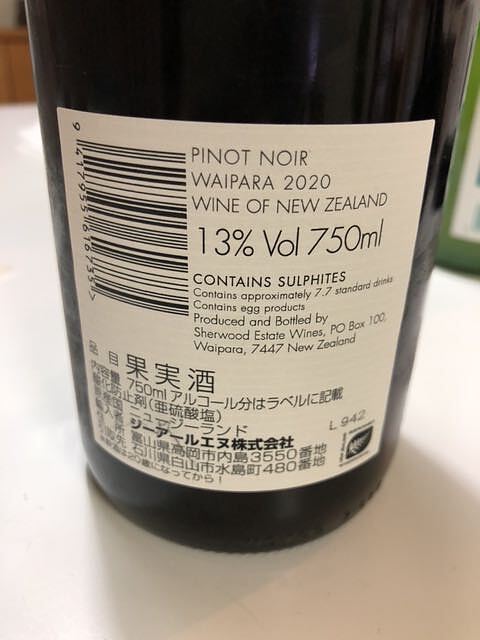 PINOT NOIR
WAIPARA 2020
WINE OF NEW ZEALAND
13% Vol 750ml
CONTAINS SULPHITES
Contains approximately 7.7 standard drinks
Contains egg products
Produced and Bottled by
Sherwood Estate Wines, PO Box 100,
Waipara, 7447 New Zealand
品目 果実酒
内容量 750ml アルコール分はラベルに記載
酸化防止剤(亜硫酸塩)
原産国 ニュージーランド
ジーアールエヌ株式会社
富山県高岡市内島3550番地
石川県白山市水島町480番地
L 942